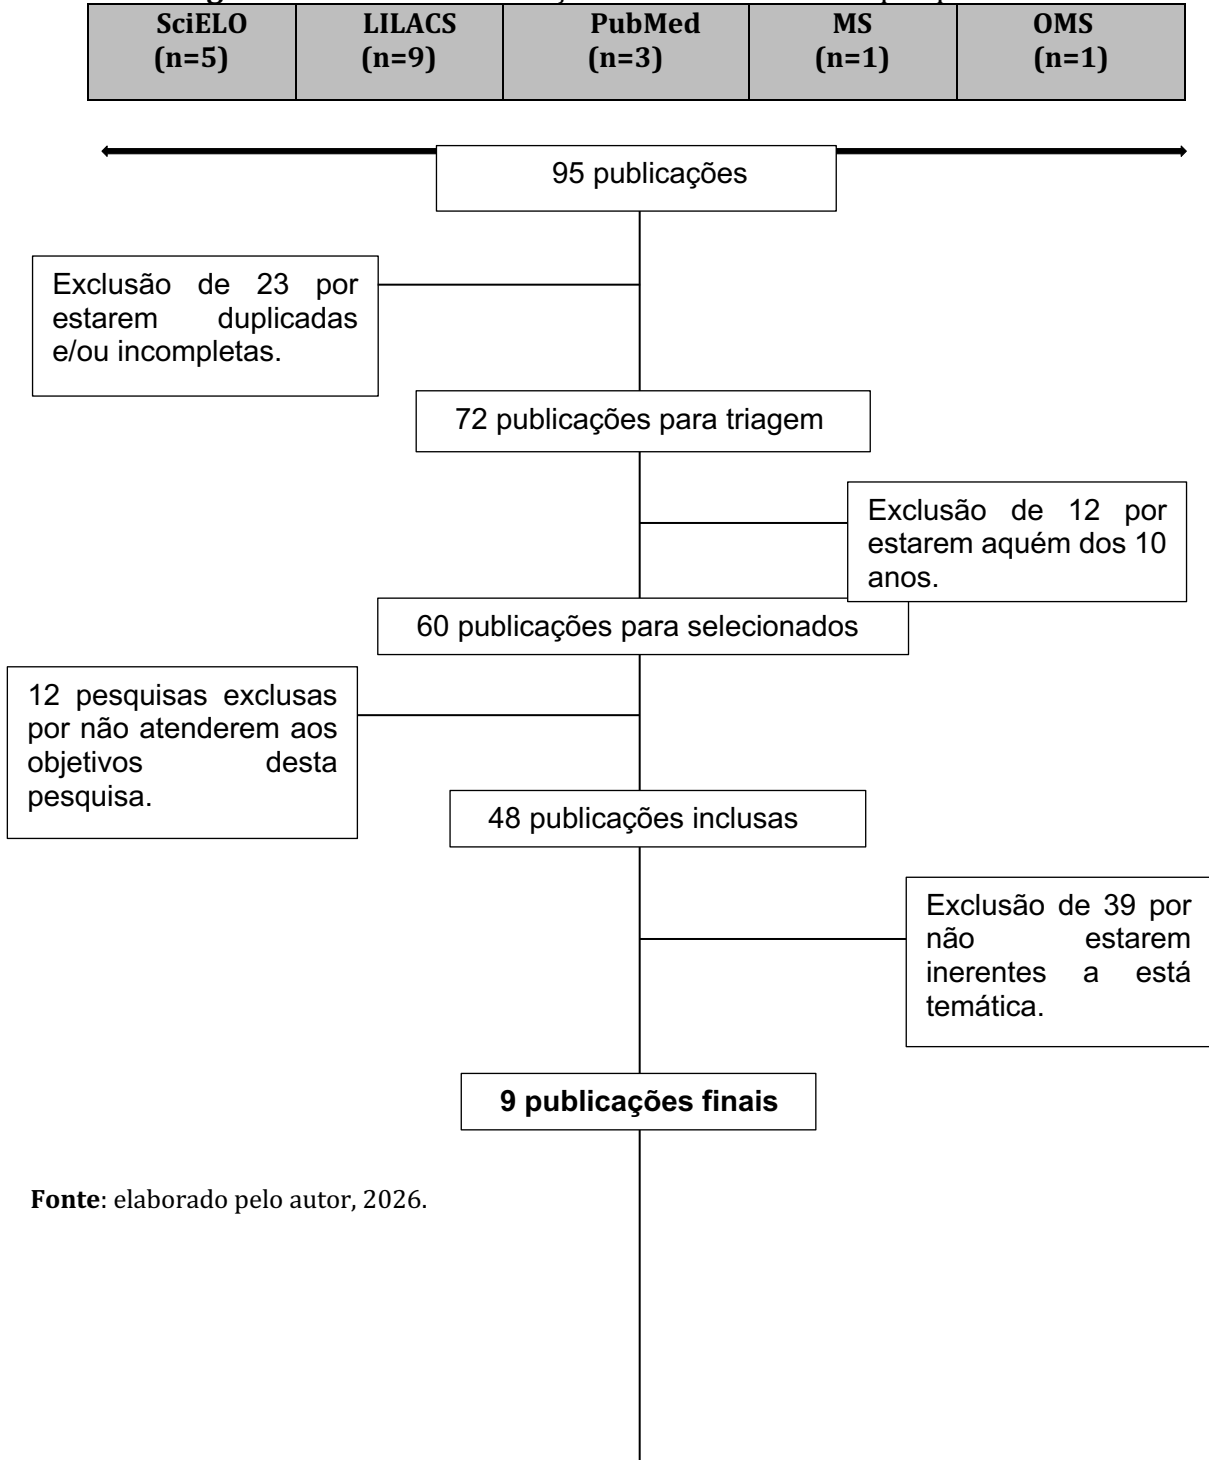 SciELO LILACS PubMed MS OMS
(n=5) (n=9) (n=3) (n=1) (n=1)
95 publicações
Exclusão de 23 por
estarem duplicadas
e/ou incompletas.
72 publicações para triagem
Exclusão de 12 por
estarem aquém dos 10
anos.
60 publicações para selecionados
12 pesquisas exclusas
por não atenderem aos
objetivos desta
pesquisa.
48 publicações inclusas
Exclusão de 39 por
não estarem
inerentes a está
temática.
9 publicações finais
Fonte: elaborado pelo autor, 2026.